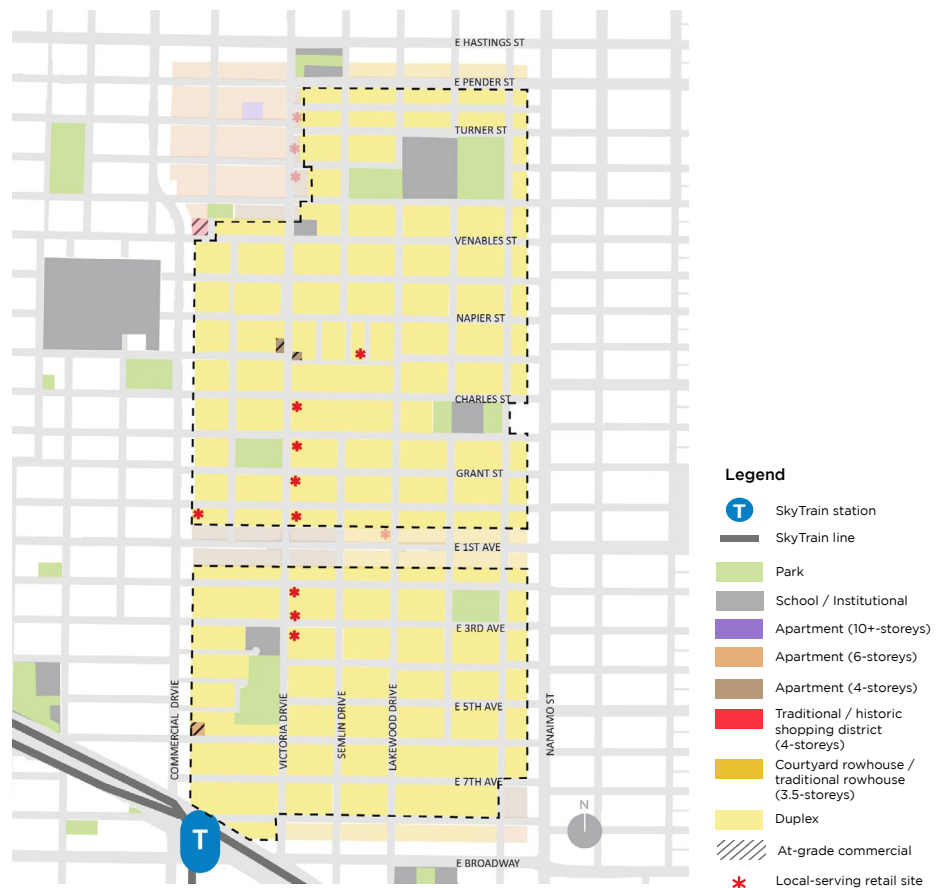 E HASTINGS ST
E PENDER ST
TURNER ST
VENABLES ST
NAPIER ST
CHARLES ST
GRANT ST
E 1ST AVE
E 3RD AVE
E 5TH AVE
E 7TH AVE
E BROADWAY
COMMERCIAL DRVIE
VICTORIA DRVIE
SEMLIN DRIVE
LAKEWOOD DRIVE
NANAIMO ST
T
N
Legend
T SkyTrain station
SkyTrain line
Park
School / Institutional
Apartment (10+-storeys)
Apartment (6-storeys)
Apartment (4-storeys)
Traditional / historic
shopping district
(4-storeys)
Courtyard rowhouse /
traditional rowhouse
(3.5-storeys)
Duplex
At-grade commercial
Local-serving retail site